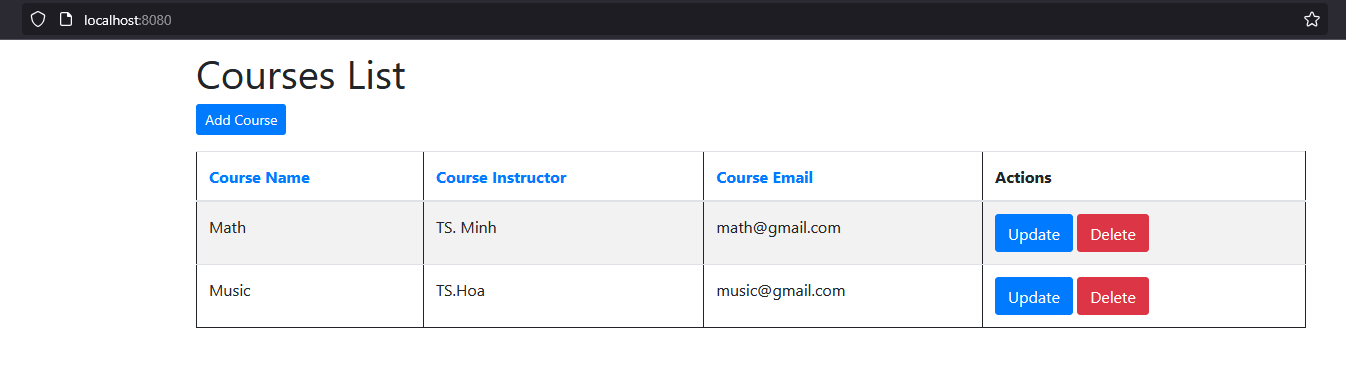 localhost:8080
Courses List
Add Course
Course Name Course Instructor Course Email Actions
Math TS. Minh math@gmail.com Update Delete
Music TS.Hoa music@gmail.com Update Delete